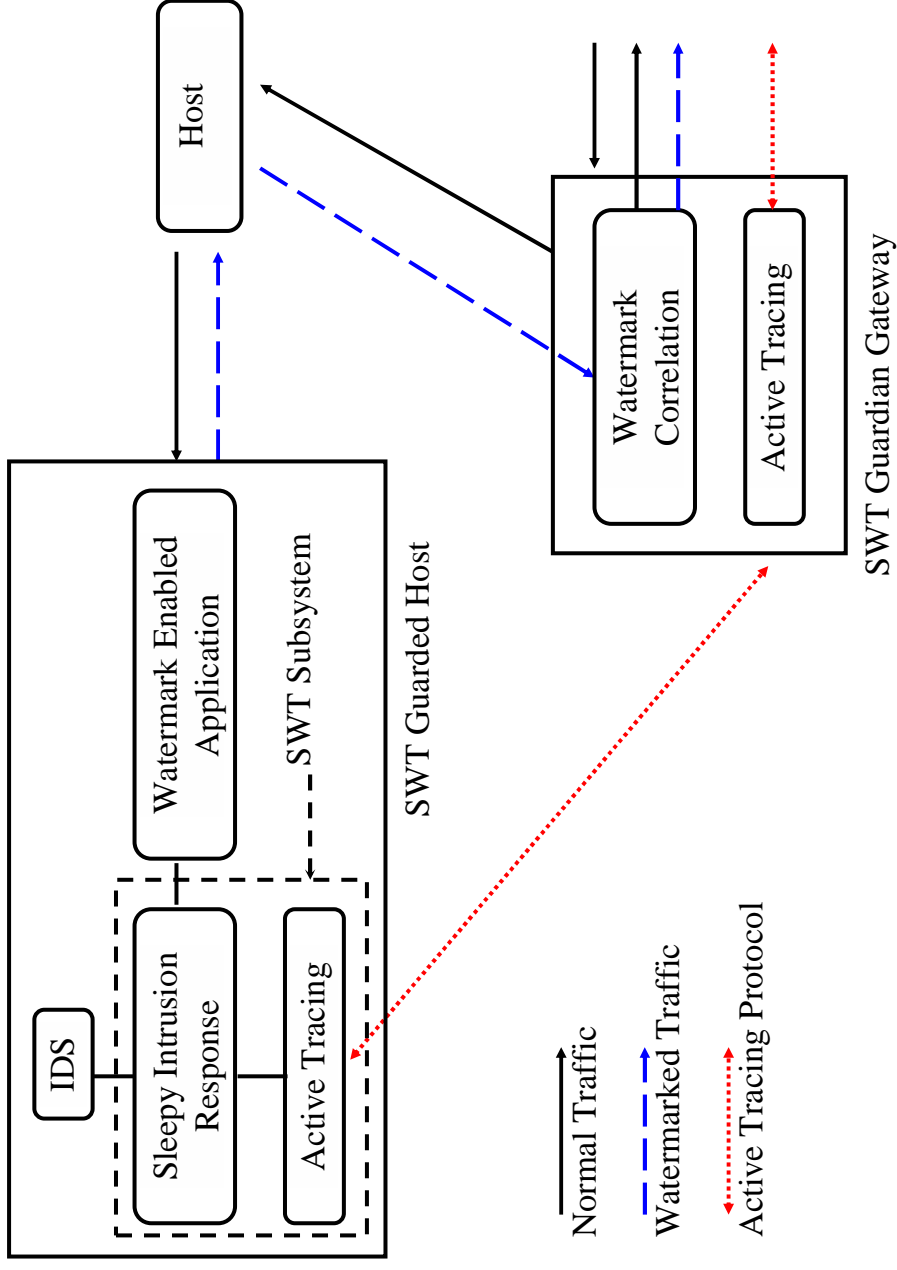 IDS
Sleepy Intrusion
Response
Active Tracing
Watermark Enabled
Application
SWT Subsystem
SWT Guarded Host
Host
Watermark
Correlation
Active Tracing
SWT Guardian Gateway
Normal Traffic
Watermarked Traffic
Active Tracing Protocol